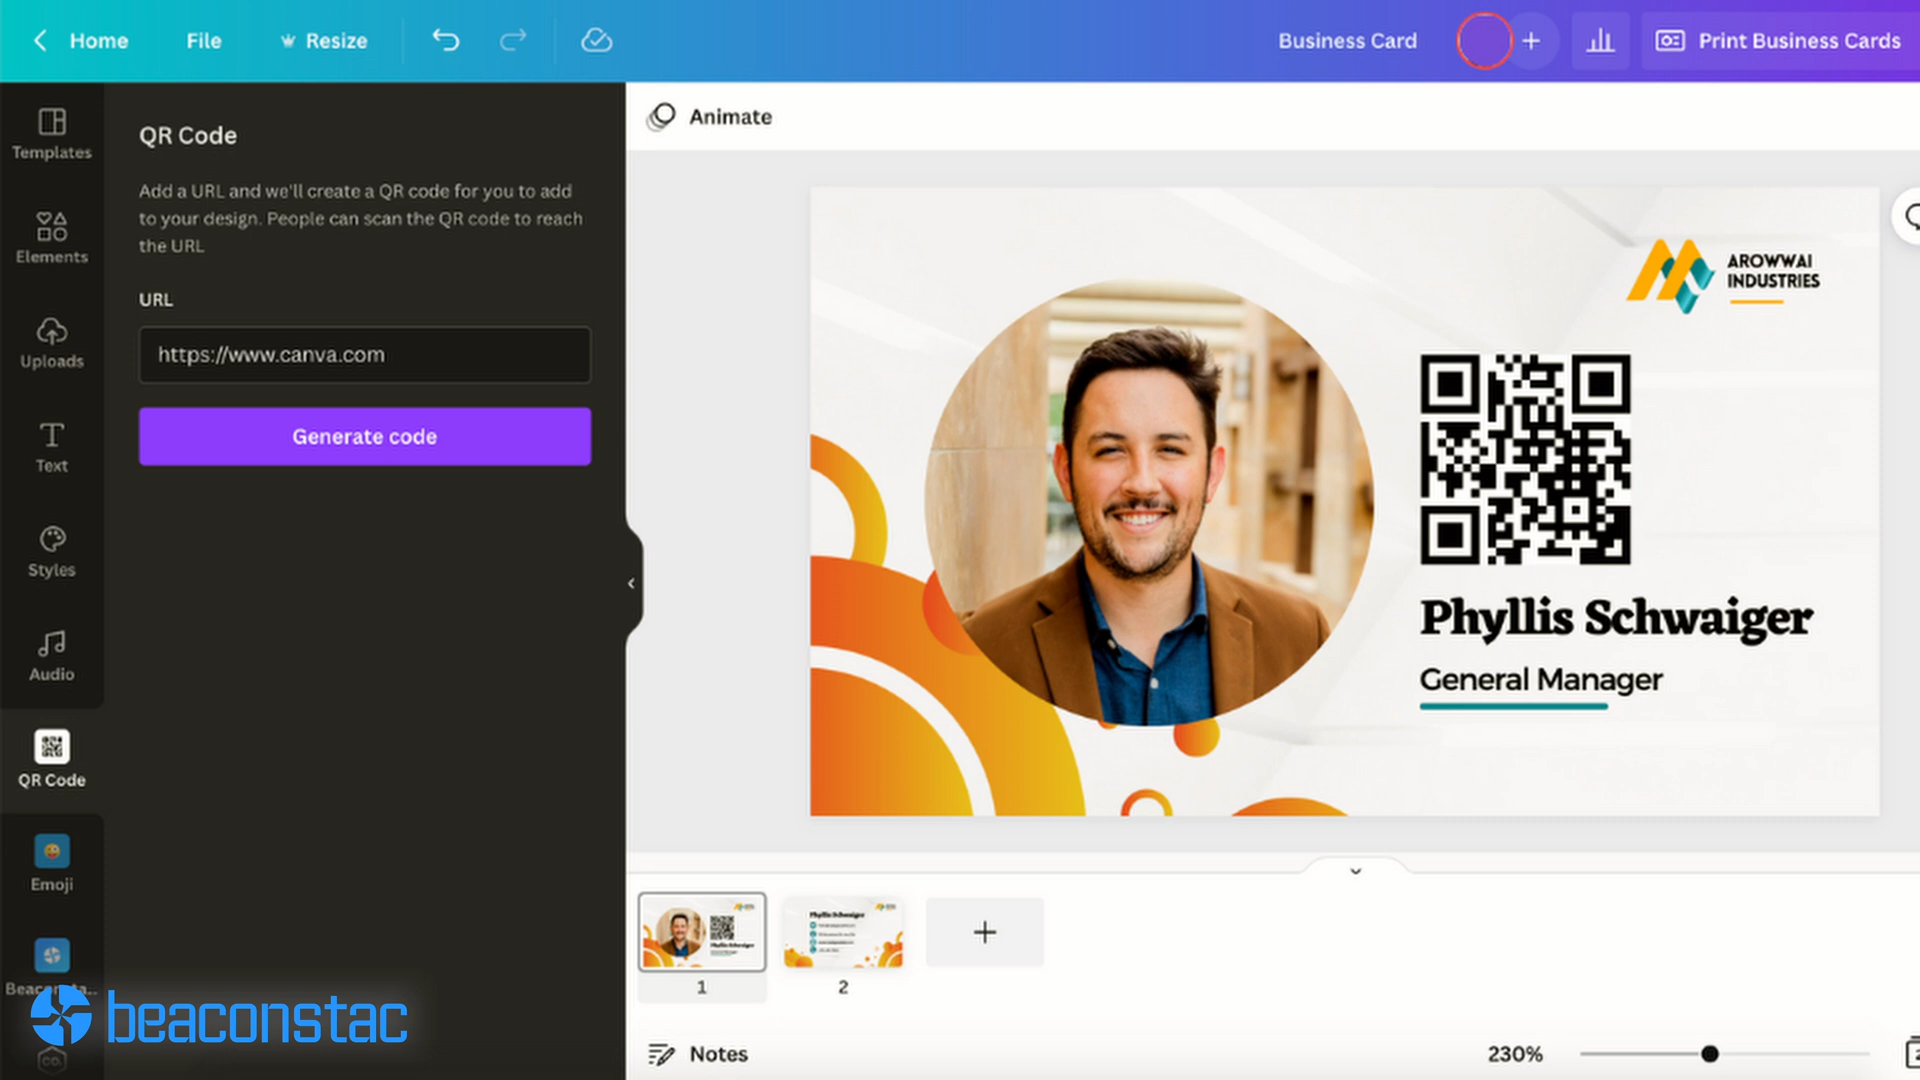 Home
File
Resize
Business Card
Print Business Cards
Templates
Elements
Uploads
Text
Styles
Audio
QR Code
Emoji
QR Code
Add a URL and we'll create a QR code for you to add
to your design. People can scan the QR code to reach
the URL
URL
https://www.canva.com
Generate code
Animate
AROWWAI
INDUSTRIES
Phyllis Schwaiger
General Manager
Phyllis Schwaiger
1
2
Notes
230%
beaconstac
CO.